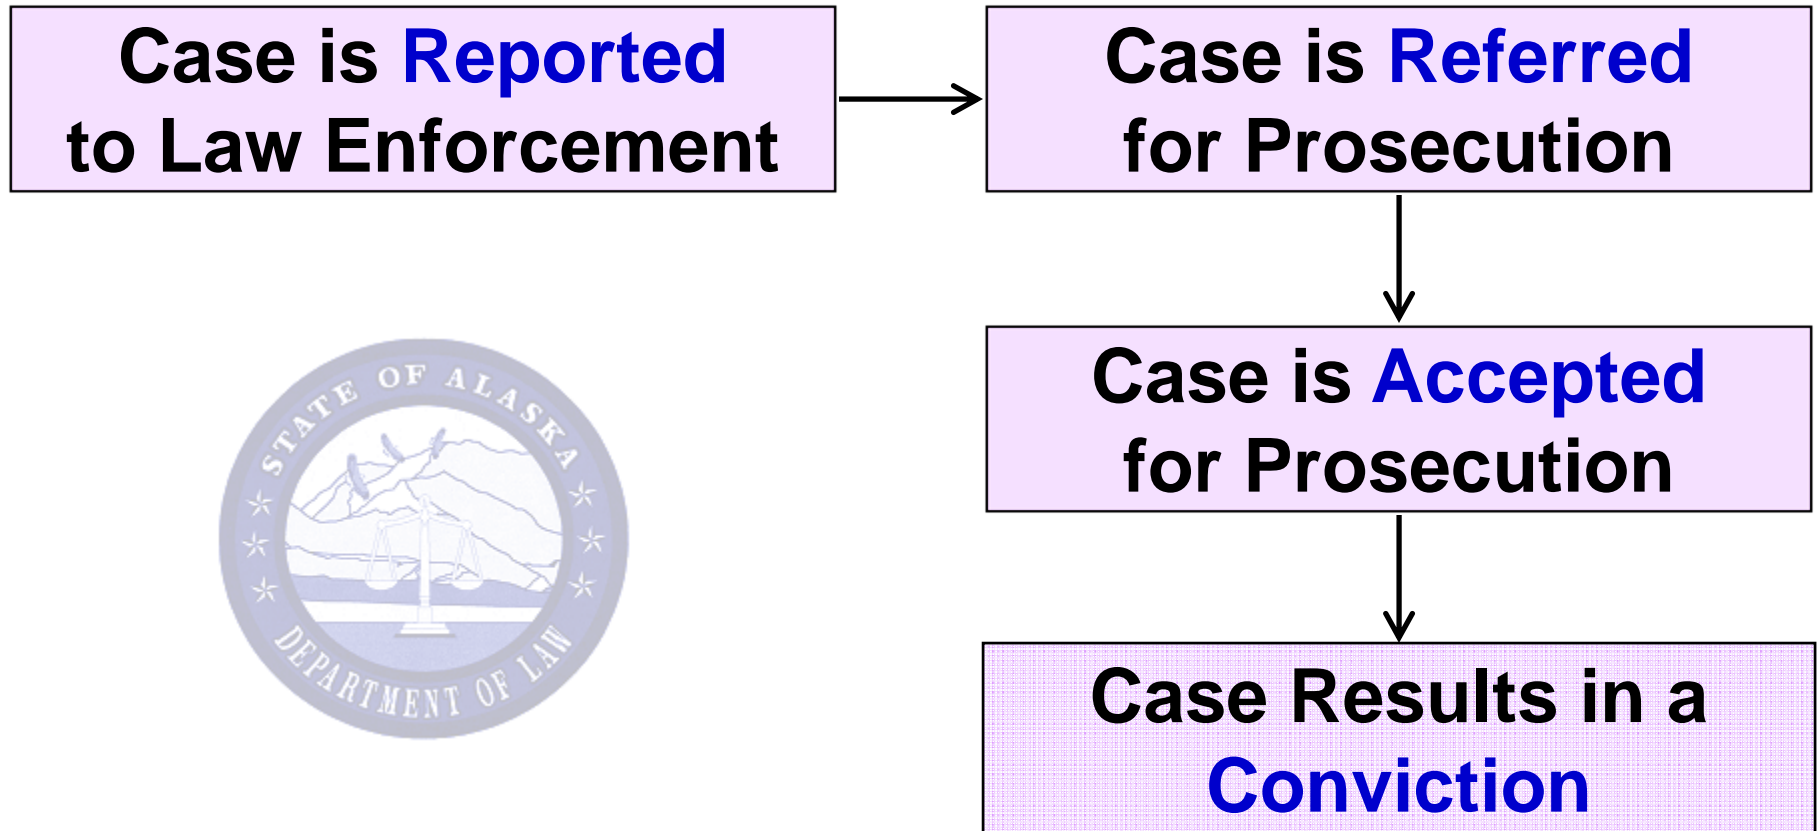 Case is Reported
to Law Enforcement
Case is Referred
for Prosecution
Case is Accepted
for Prosecution
STATE OF ALASKA
DEPARTMENT OF LAW
Case Results in a
Conviction